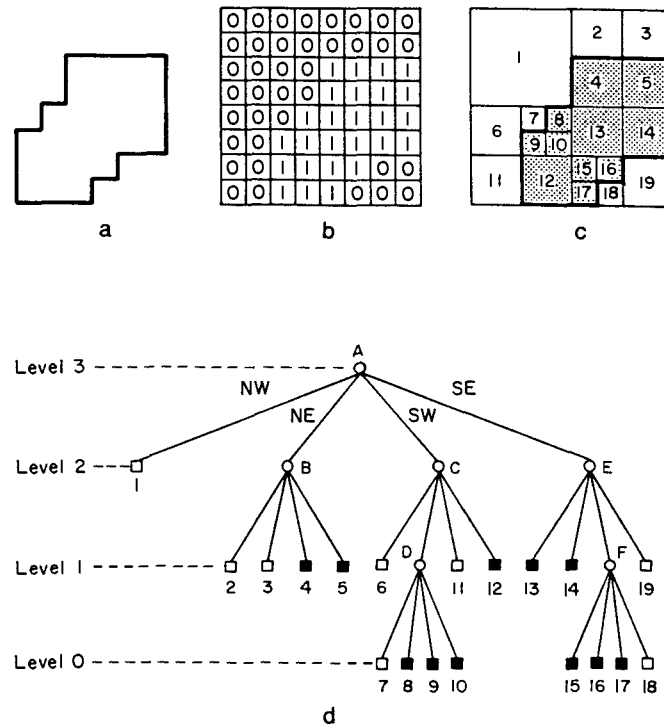 0 0 0 0 0 0 0 0
0 0 0 0 0 0 0 0
0 0 0 0 1 1 1 1
0 0 0 0 1 1 1 1
0 0 0 1 1 1 1 1
0 0 1 1 1 1 1 1
0 0 1 1 1 1 0 0
0 0 1 1 1 0 0 0
1 2 3
4 5
6 7 8 13 14
9 10
11 12 15 16 19
17 18
a b c
Level 3 A
NW NE SW SE
Level 2 1 B C E
Level 1 2 3 4 5 6 D 11 12 13 14 F 19
Level 0 7 8 9 10 15 16 17 18
d